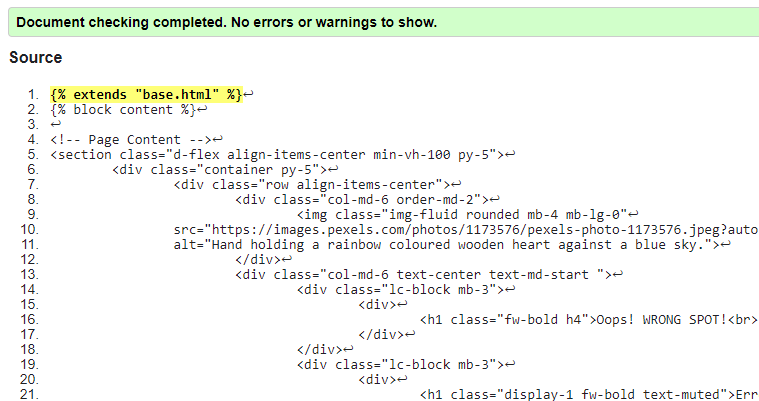 Document checking completed. No errors or warnings to show.
Source
1. {% extends "base.html" %}↩
2. {% block content %}↩
3. ↩
4. <!-- Page Content -->↩
5. <section class="d-flex align-items-center min-vh-100 py-5">↩
6. <div class="container py-5">↩
7. <div class="row align-items-center">↩
8. <div class="col-md-6 order-md-2">↩
9. <img class="img-fluid rounded mb-4 mb-lg-0"↩
10. src="https://images.pexels.com/photos/1173576/pexels-photo-1173576.jpeg?auto
11. alt="Hand holding a rainbow coloured wooden heart against a blue sky.">↩
12. </div>↩
13. <div class="col-md-6 text-center text-md-start ">↩
14. <div class="lc-block mb-3">↩
15. <div>↩
16. <h1 class="fw-bold h4">Oops! WRONG SPOT!<br>
17. </div>↩
18. </div>↩
19. <div class="lc-block mb-3">↩
20. <div>↩
21. <h1 class="display-1 fw-bold text-muted">Err